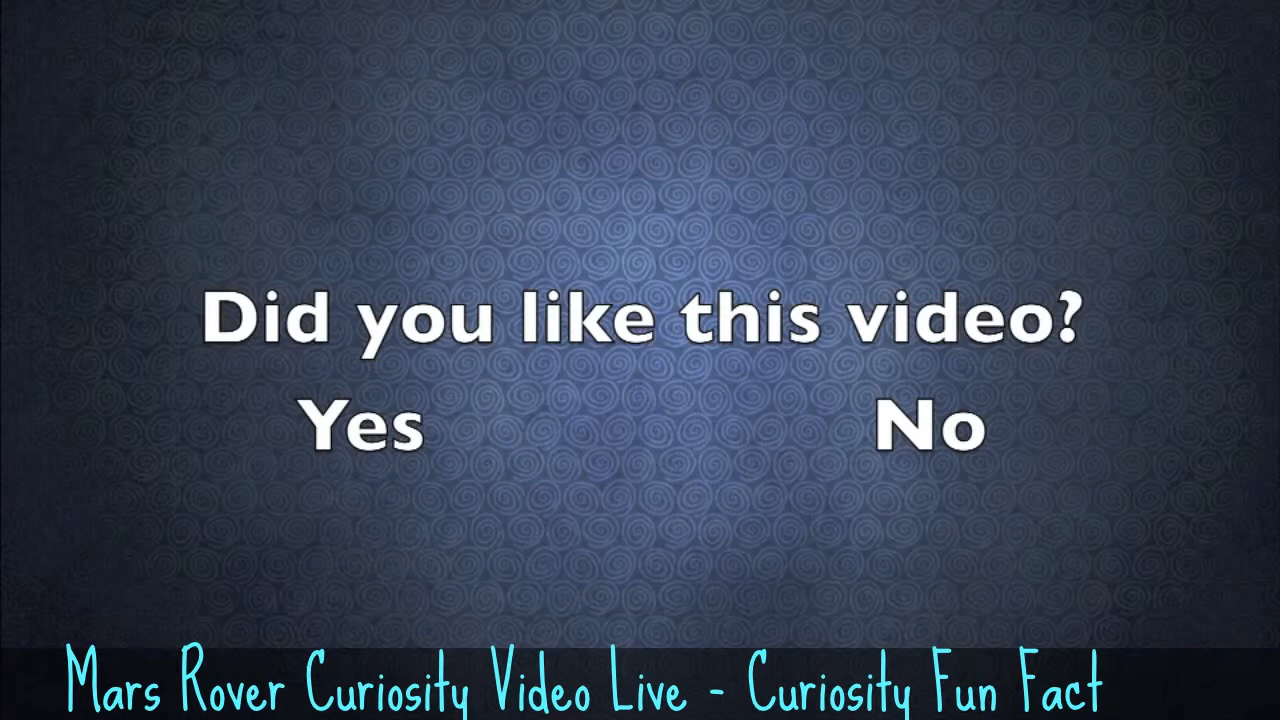 Did you like this video?
Yes No
Mars Rover Curiosity Video Live - Curiosity Fun Fact